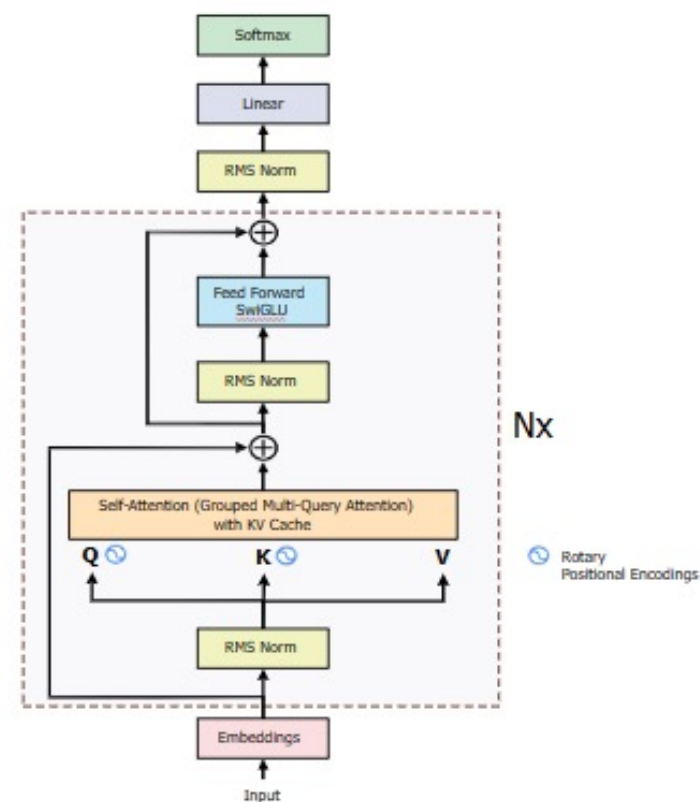 Softmax
Linear
RMS Norm
Feed Forward
SwiGLU
RMS Norm
Nx
Self-Attention (Grouped Multi-Query Attention)
with KV Cache
Q
K
V
Rotary
Positional Encodings
RMS Norm
Embeddings
Input